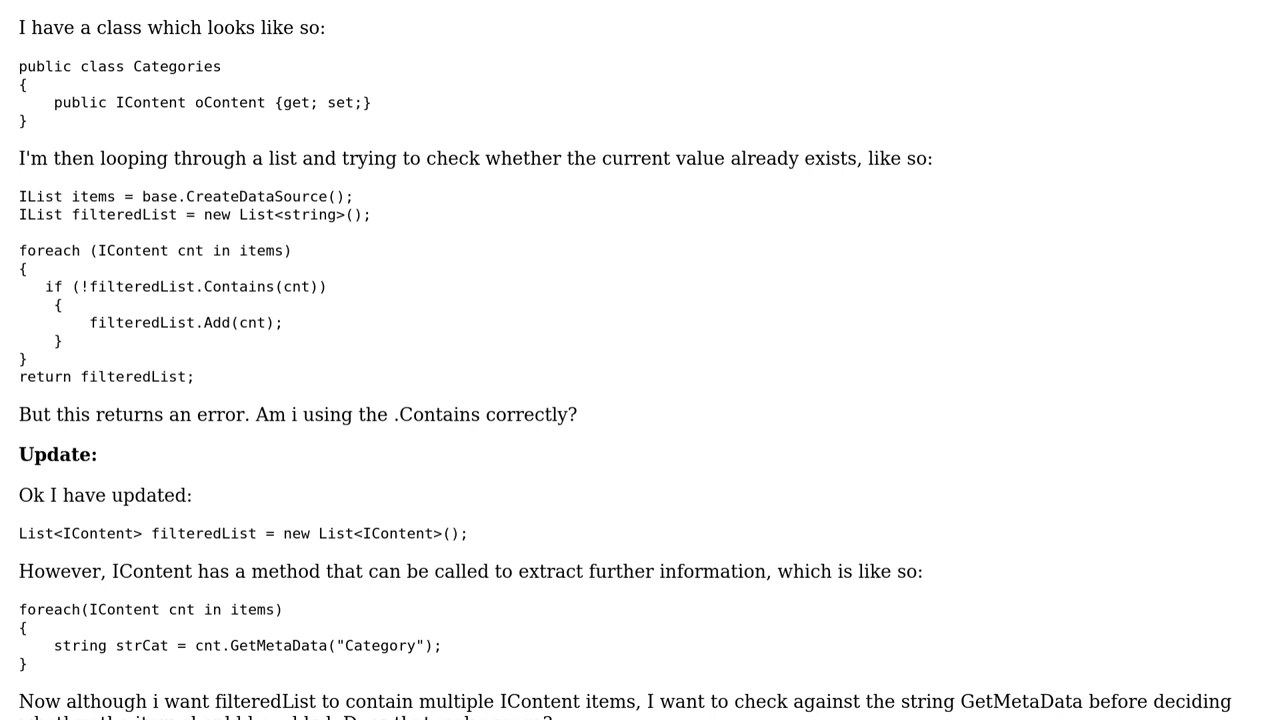 I have a class which looks like so:
public class Categories
{
    public IContent oContent {get; set;}
}
I'm then looping through a list and trying to check whether the current value already exists, like so:
IList items = base.CreateDataSource();
IList filteredList = new List<string>();
foreach (IContent cnt in items)
{
   if (!filteredList.Contains(cnt))
    {
        filteredList.Add(cnt);
    }
}
return filteredList;
But this returns an error. Am i using the .Contains correctly?
Update:
Ok I have updated:
List<IContent> filteredList = new List<IContent>();
However, IContent has a method that can be called to extract further information, which is like so:
foreach(IContent cnt in items)
{
    string strCat = cnt.GetMetaData("Category");
}
Now although i want filteredList to contain multiple IContent items, I want to check against the string GetMetaData before deciding